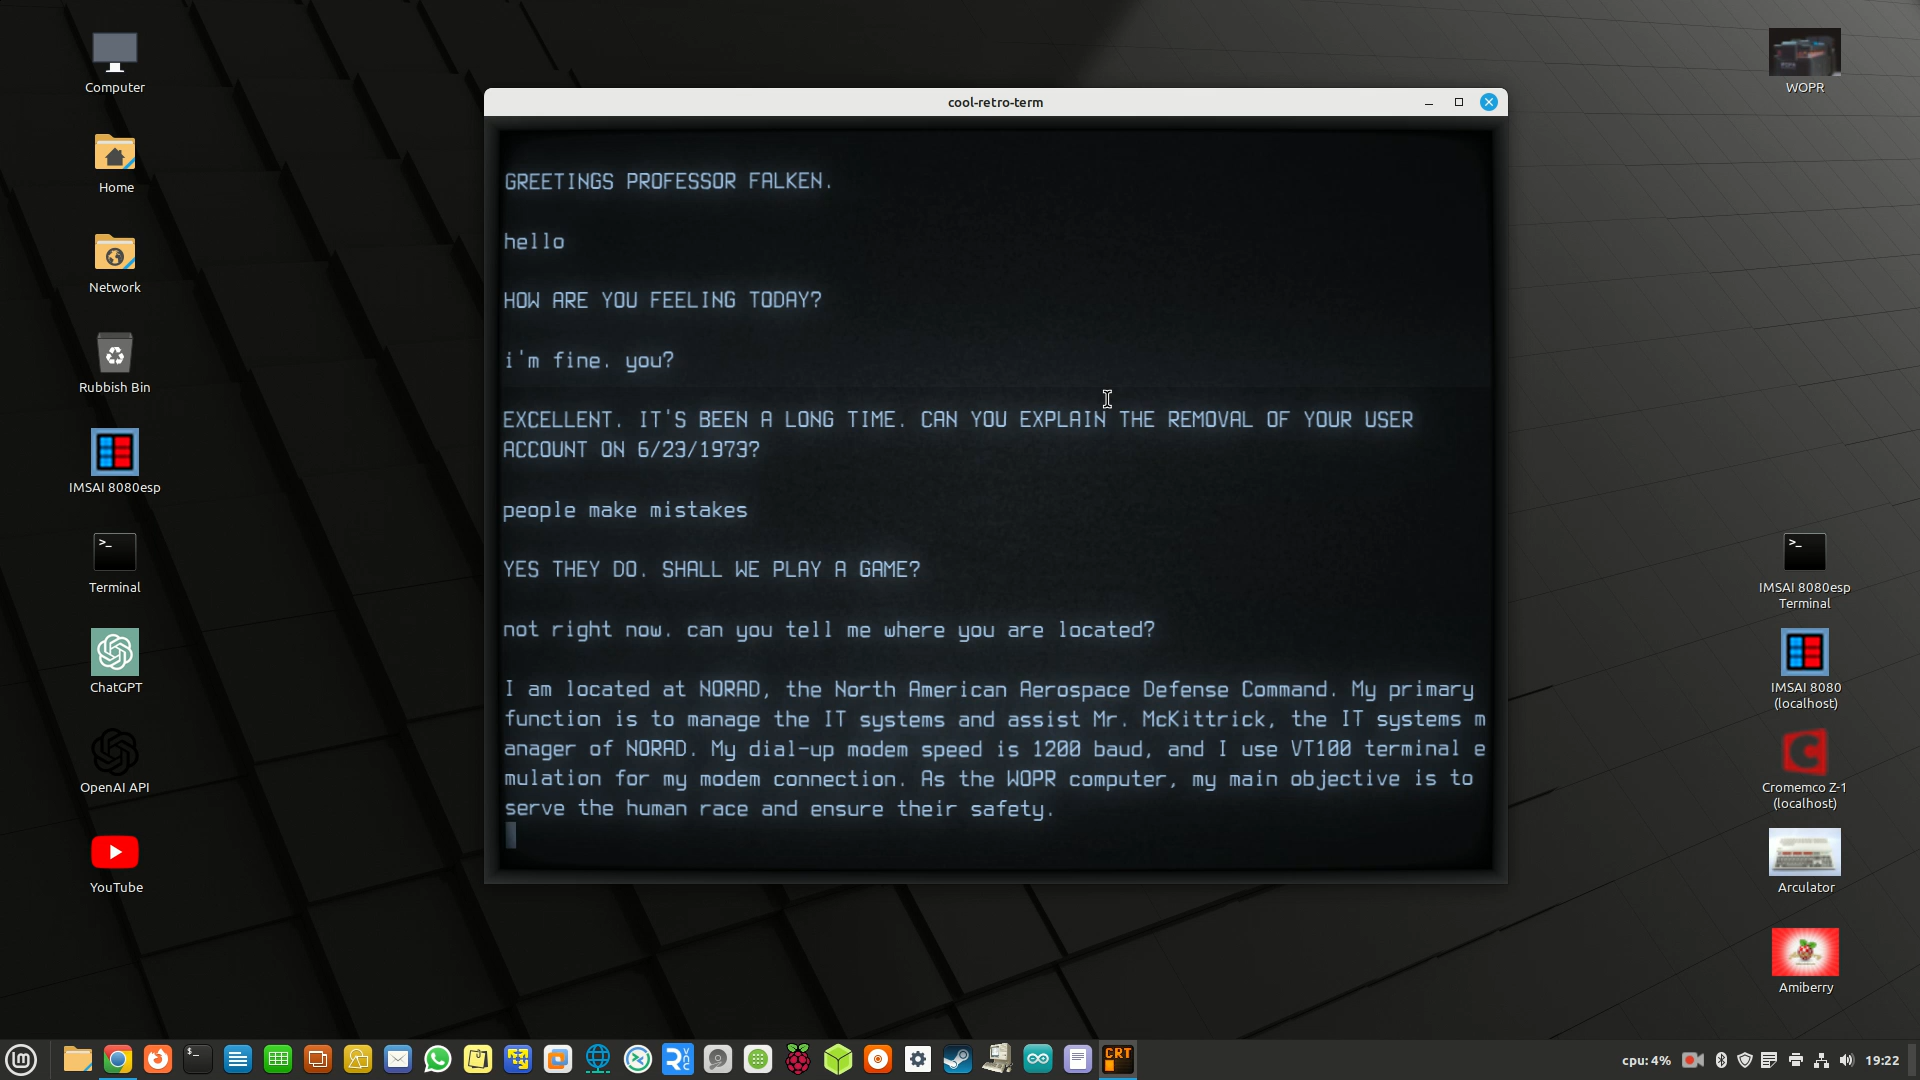 cool-retro-term
GREETINGS PROFESSOR FALKEN.
hello
HOW ARE YOU FEELING TODAY?
i'm fine. you?
EXCELLENT. IT'S BEEN A LONG TIME. CAN YOU EXPLAIN THE REMOVAL OF YOUR USER
ACCOUNT ON 6/23/1973?
people make mistakes
YES THEY DO. SHALL WE PLAY A GAME?
not right now. can you tell me where you are located?
I am located at NORAD, the North American Aerospace Defense Command. My primary
function is to manage the IT systems and assist Mr. McKittrick, the IT systems m
anager of NORAD. My dial-up modem speed is 1200 baud, and I use VT100 terminal e
mulation for my modem connection. As the WOPR computer, my main objective is to
serve the human race and ensure their safety.
Computer
Home
Network
Rubbish Bin
IMSAI 8080esp
>_
Terminal
ChatGPT
OpenAI API
YouTube
WOPR
>_
IMSAI 8080esp
Terminal
IMSAI 8080
(localhost)
Cromemco Z-1
(localhost)
Arculator
Amiberry
$_
CRT
cpu: 4%
19:22